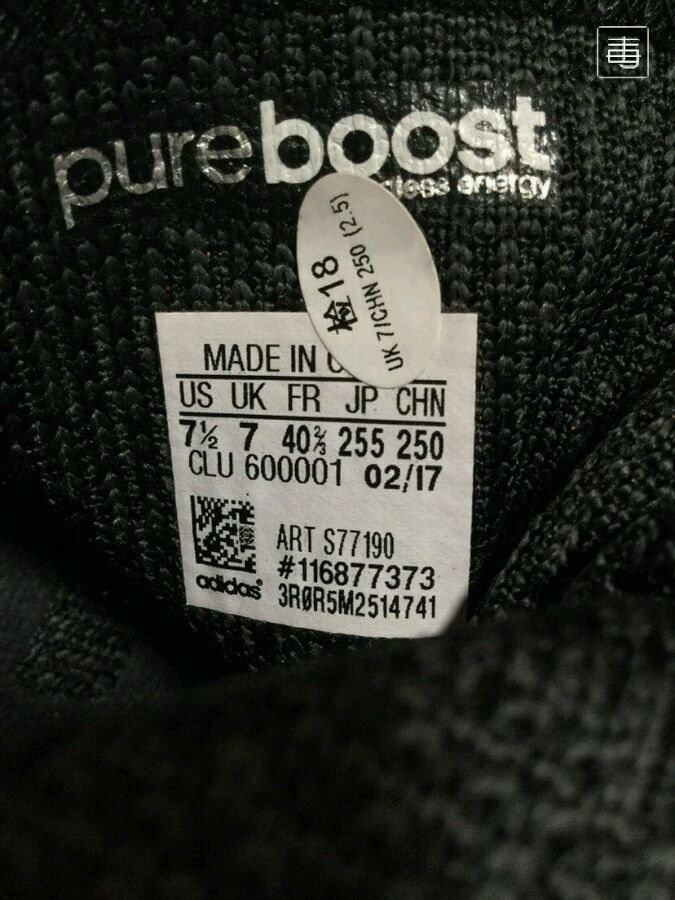 pureboost
endless energy
检18
UK 7/CHN 250 (2.5)
MADE IN C
US UK FR JP CHN
7½ 7 40⅔ 255 250
CLU 600001 02/17
ART S77190
#116877373
adidas®
3RØR5M2514741